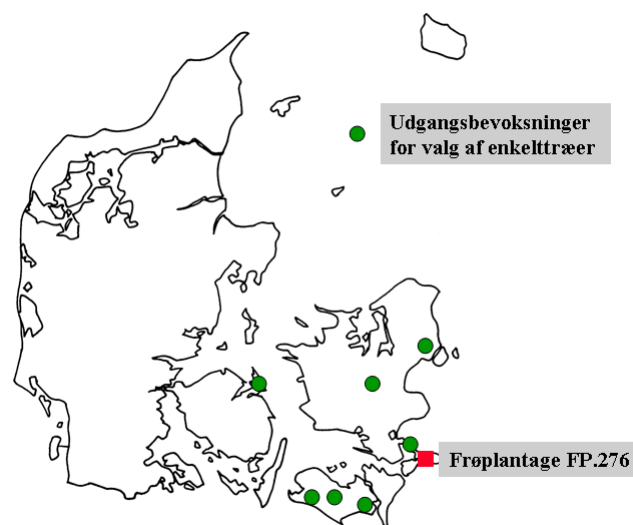 Udgangsbevoksninger
for valg af enkelttræer
Frøplantage FP.276